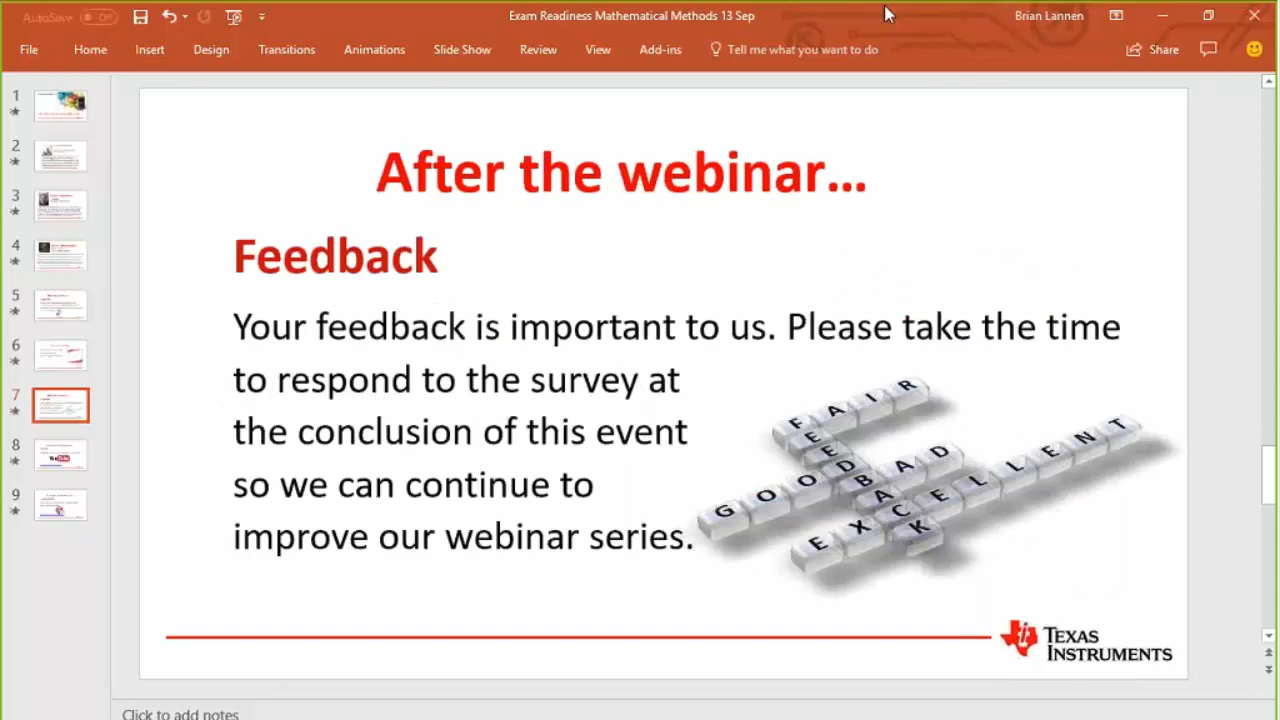 AutoSave Off
Exam Readiness Mathematical Methods 13 Sep
Brian Lannen
File Home Insert Design Transitions Animations Slide Show Review View Add-ins Tell me what you want to do Share
1
2
3
4
5
6
7
8
9
After the webinar...
Feedback
Your feedback is important to us. Please take the time
to respond to the survey at
the conclusion of this event
so we can continue to
improve our webinar series.
FAIR
FEEDBACK
GOOD
BAD
EXCELLENT
TEXAS
INSTRUMENTS
Click to add notes